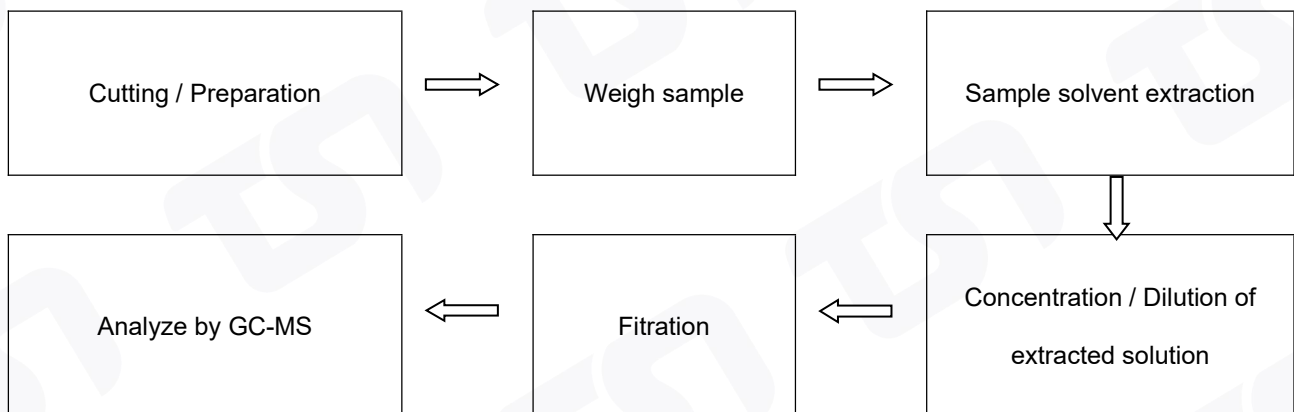 Cutting / Preparation
Weigh sample
Sample solvent extraction
Concentration / Dilution of
extracted solution
Fitration
Analyze by GC-MS